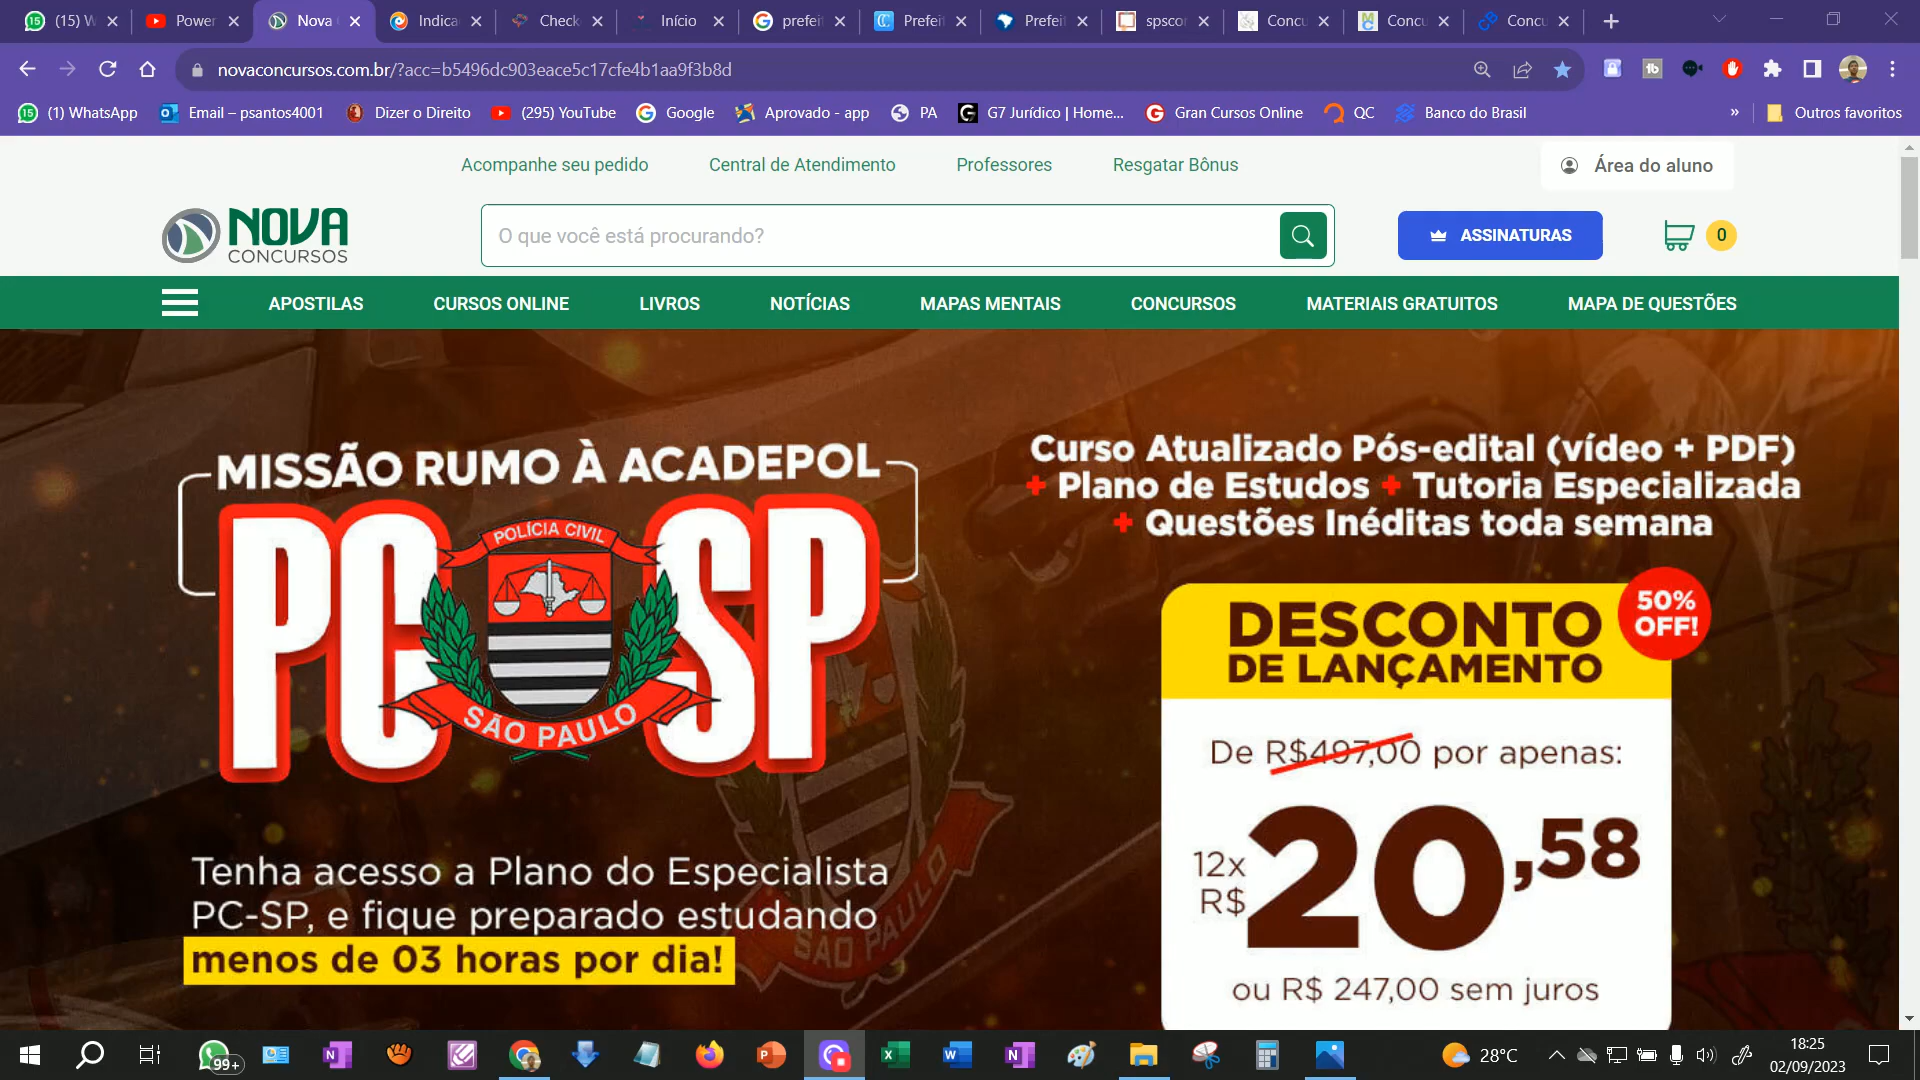 (15) W
Power
Nova
Indica
Check
Início
prefeit
Prefeit
Prefeit
spscor
Concu
Concu
Concu
novaconcursos.com.br/?acc=b5496dc903eace5c17cfe4b1aa9f3b8d
(1) WhatsApp
Email – psantos4001
Dizer o Direito
(295) YouTube
Google
Aprovado - app
PA
G7 Jurídico | Home...
Gran Cursos Online
QC
Banco do Brasil
»
Outros favoritos
Acompanhe seu pedido
Central de Atendimento
Professores
Resgatar Bônus
Área do aluno
NOVA
CONCURSOS
O que você está procurando?
ASSINATURAS
0
APOSTILAS
CURSOS ONLINE
LIVROS
NOTÍCIAS
MAPAS MENTAIS
CONCURSOS
MATERIAIS GRATUITOS
MAPA DE QUESTÕES
MISSÃO RUMO À ACADEPOL
PC SP
POLÍCIA CIVIL
SÃO PAULO
Tenha acesso a Plano do Especialista
PC-SP, e fique preparado estudando
menos de 03 horas por dia!
SÃO PAULO
Curso Atualizado Pós-edital (vídeo + PDF)
+ Plano de Estudos + Tutoria Especializada
+ Questões Inéditas toda semana
DESCONTO
DE LANÇAMENTO
50%
OFF!
De R$497,00 por apenas:
12x
R$
20,58
ou R$ 247,00 sem juros
99+
28°C
18:25
02/09/2023